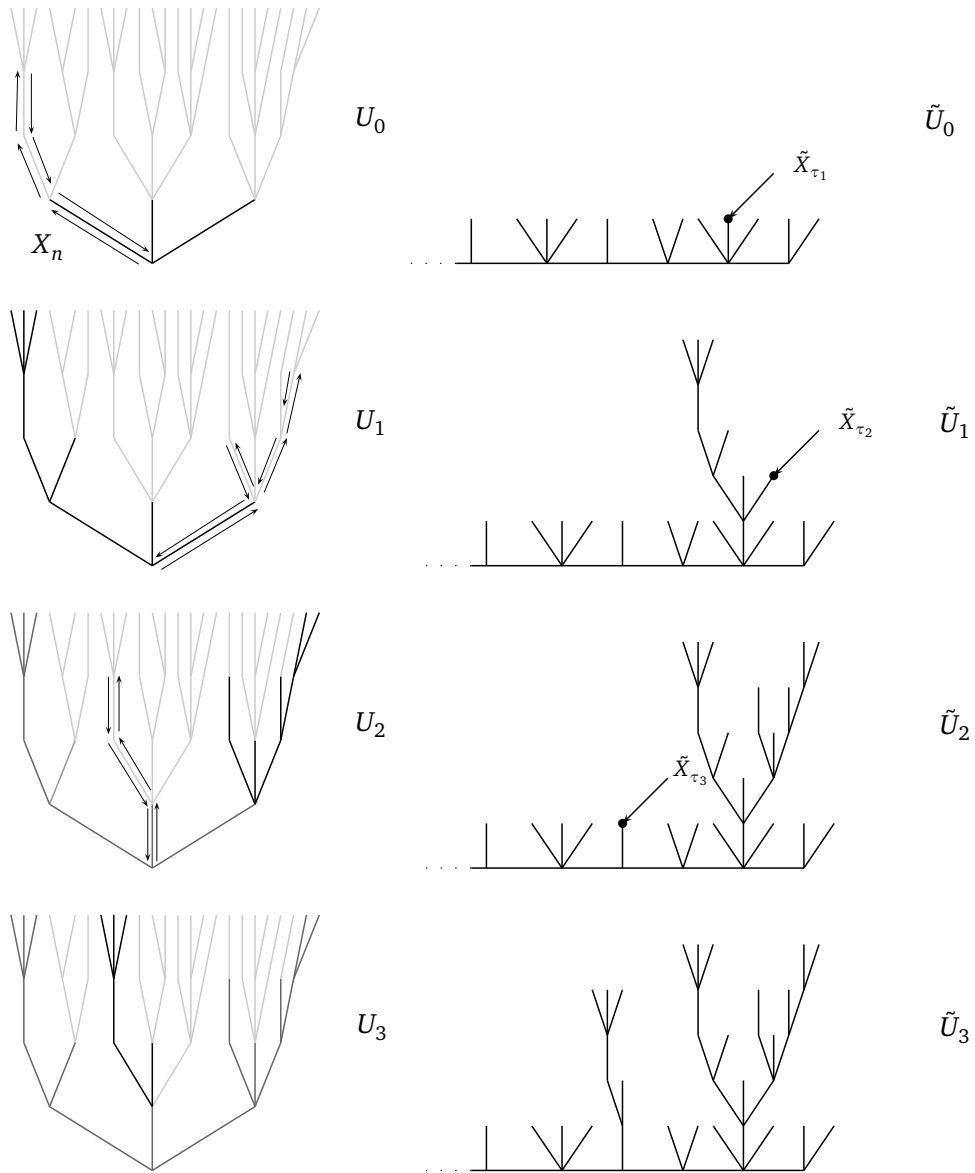 U₀
Ũ₀
X̃_{τ₁}
Xₙ
. . . .
U₁
X̃_{τ₂}
Ũ₁
. . . .
U₂
Ũ₂
X̃_{τ₃}
. . . .
U₃
Ũ₃
. . . .